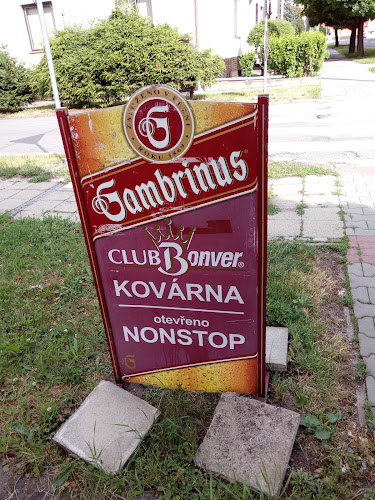 Gambrinus
CLUB Bonver®
KOVÁRNA
otevřeno
NONSTOP